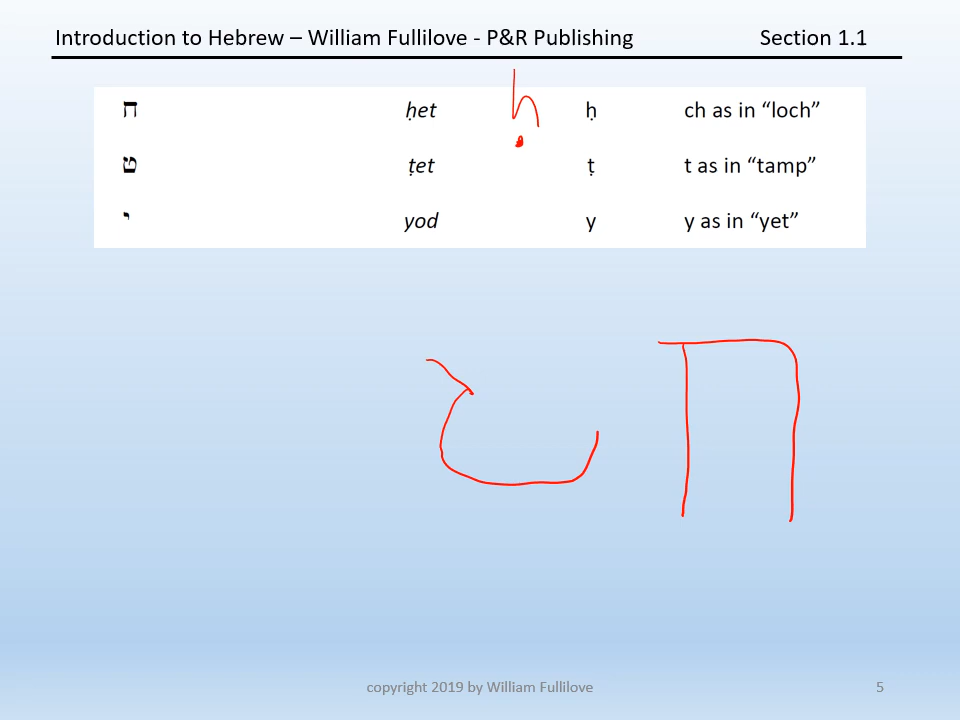 Introduction to Hebrew – William Fullilove - P&R Publishing Section 1.1
ח ḥet ḥ ch as in “loch”
ט ṭet ṭ t as in “tamp”
י yod y y as in “yet”
ḥ
ט ח
copyright 2019 by William Fullilove 5